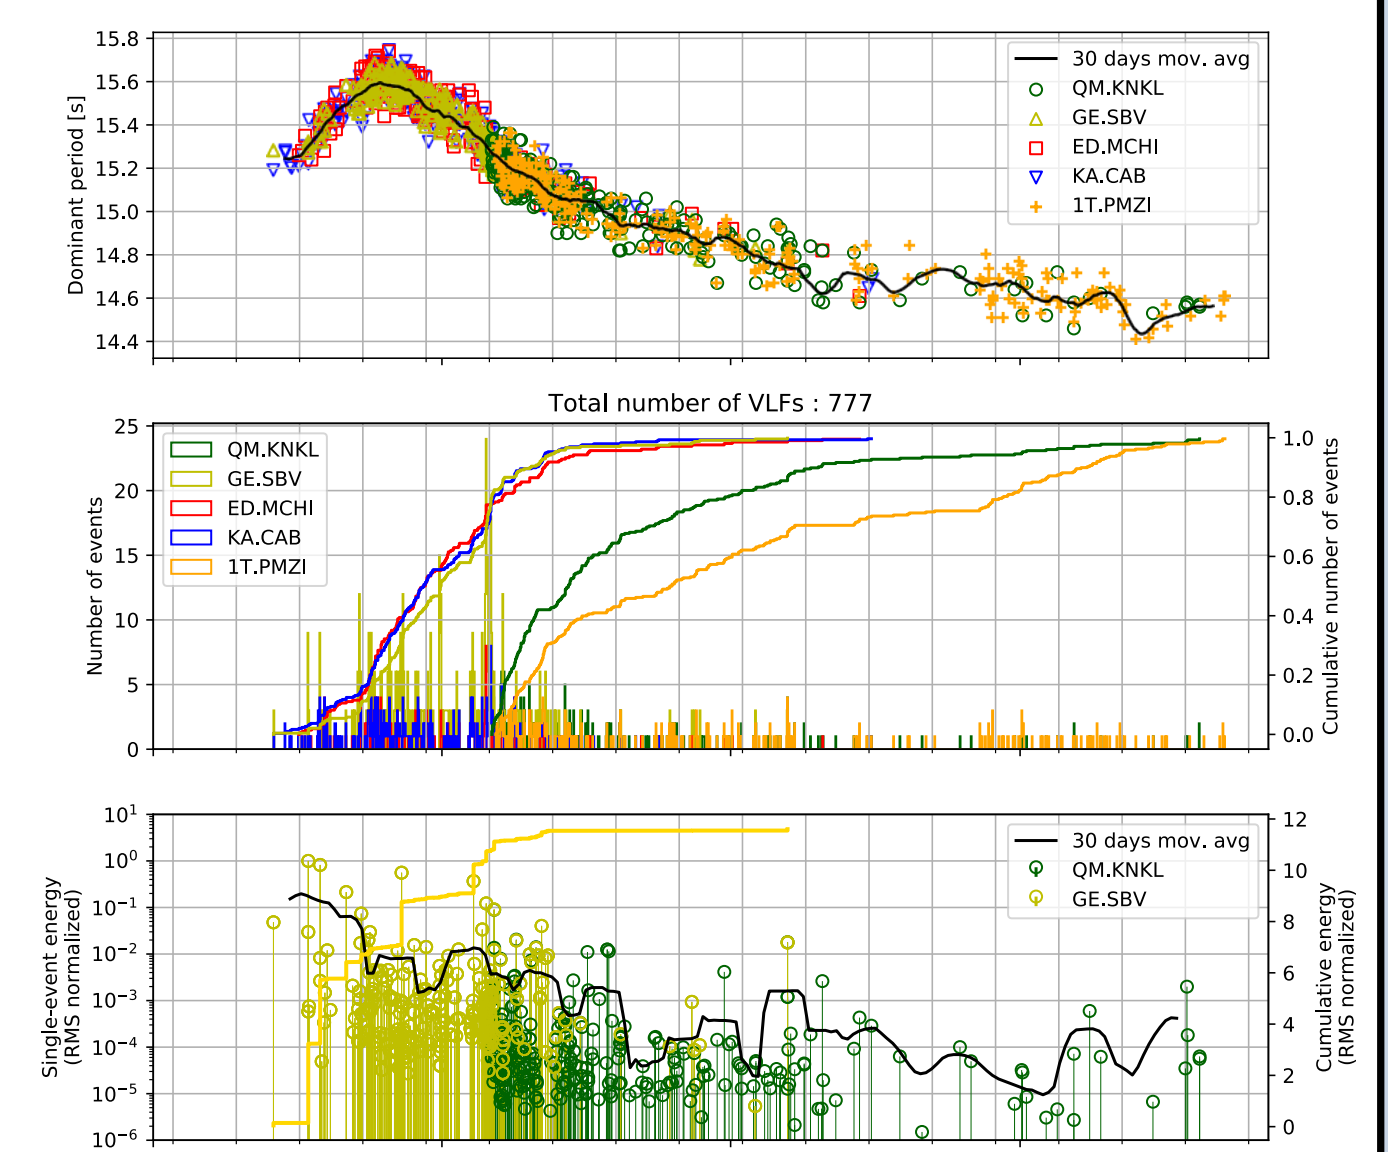 15.8
15.6
15.4
15.2
15.0
14.8
14.6
14.4
Dominant period [s]
30 days mov. avg
QM.KNKL
GE.SBV
ED.MCHI
KA.CAB
1T.PMZI
Total number of VLFs : 777
25
20
15
10
5
0
Number of events
QM.KNKL
GE.SBV
ED.MCHI
KA.CAB
1T.PMZI
1.0
0.8
0.6
0.4
0.2
0.0
Cumulative number of events
10¹
10⁰
10⁻¹
10⁻²
10⁻³
10⁻⁴
10⁻⁵
10⁻⁶
Single-event energy
(RMS normalized)
30 days mov. avg
QM.KNKL
GE.SBV
12
10
8
6
4
2
0
Cumulative energy
(RMS normalized)